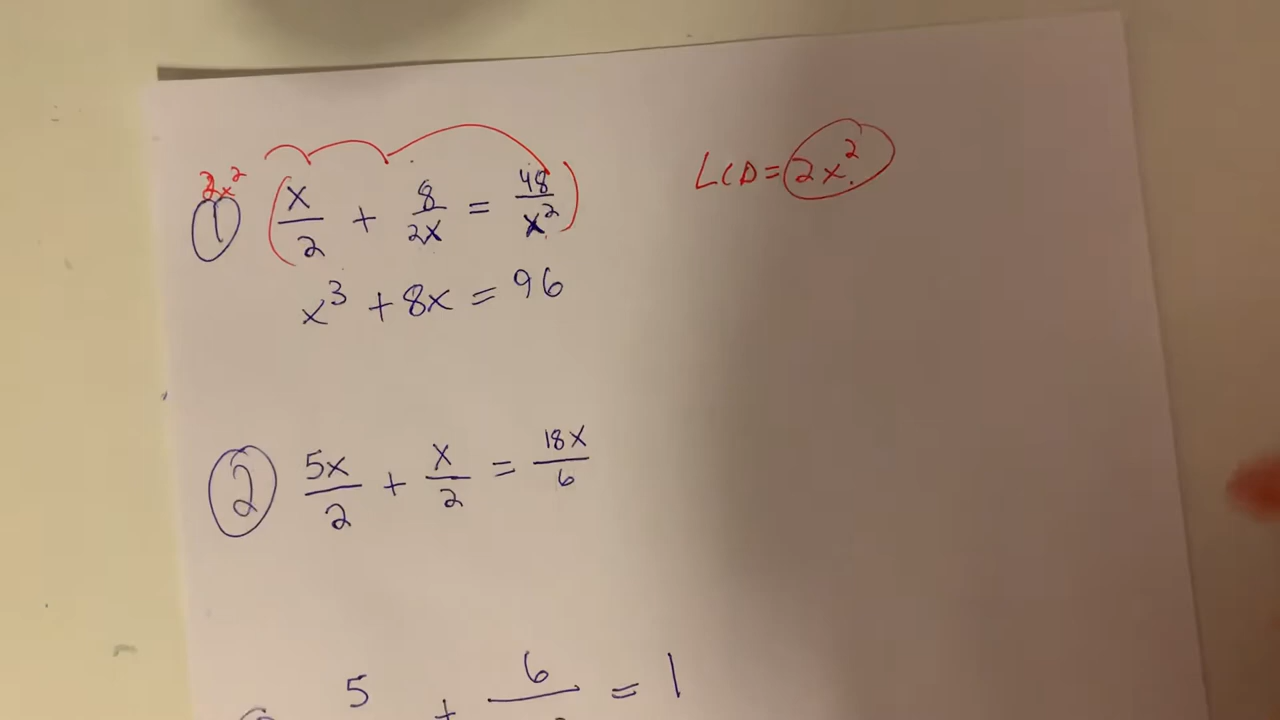 2x²
① (x/2 + 8/2x = 48/x²) LCD = 2x²
x³ + 8x = 96
② 5x/2 + x/2 = 18x/6
5 + 6 = 1